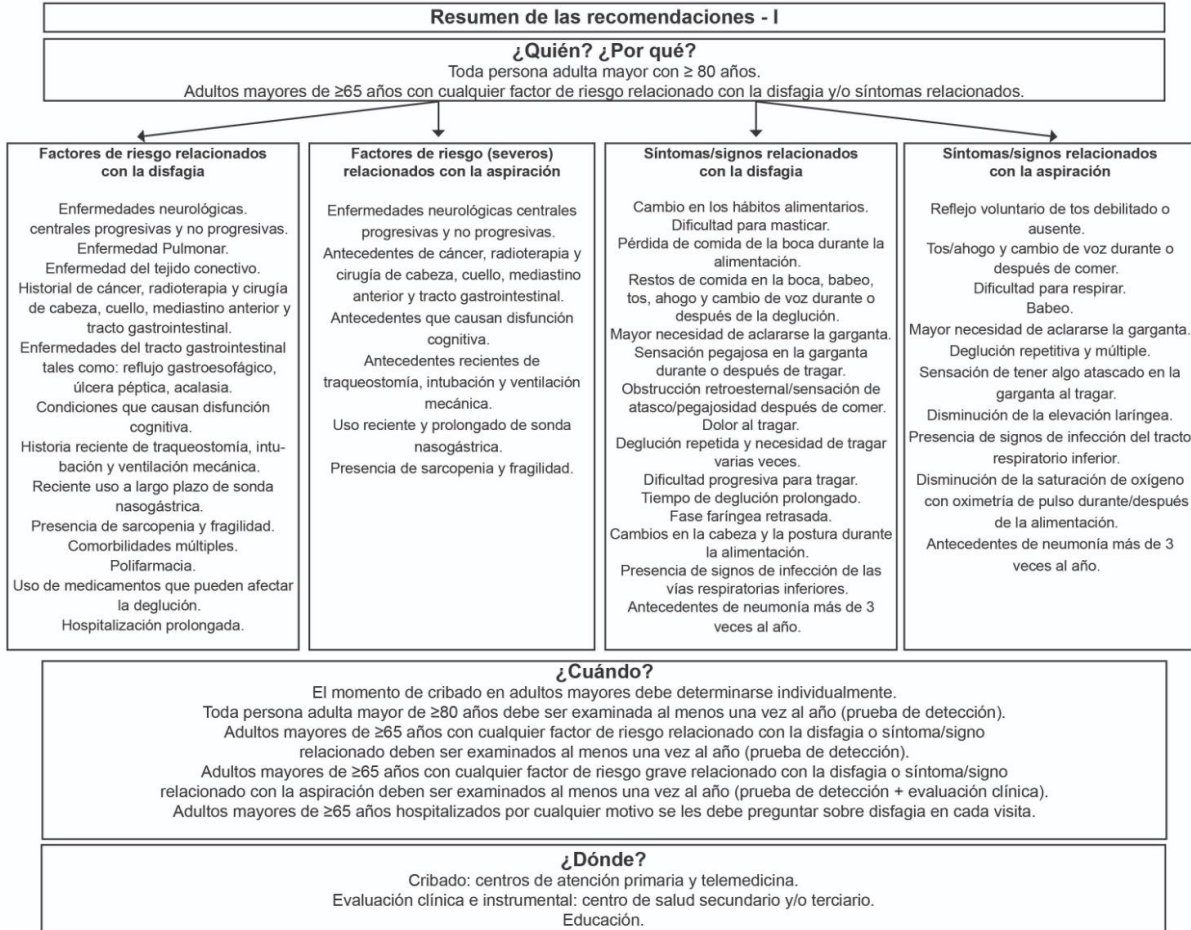 Resumen de las recomendaciones - I
¿Quién? ¿Por qué?
Toda persona adulta mayor con ≥ 80 años.
Adultos mayores de ≥65 años con cualquier factor de riesgo relacionado con la disfagia y/o síntomas relacionados.
Factores de riesgo relacionados
con la disfagia
Enfermedades neurológicas.
centrales progresivas y no progresivas.
Enfermedad Pulmonar.
Enfermedad del tejido conectivo.
Historial de cáncer, radioterapia y cirugía
de cabeza, cuello, mediastino anterior y
tracto gastrointestinal.
Enfermedades del tracto gastrointestinal
tales como: reflujo gastroesofágico,
úlcera péptica, acalasia.
Condiciones que causan disfunción
cognitiva.
Historia reciente de traqueostomía, intu-
bación y ventilación mecánica.
Reciente uso a largo plazo de sonda
nasogástrica.
Presencia de sarcopenia y fragilidad.
Comorbilidades múltiples.
Polifarmacia.
Uso de medicamentos que pueden afectar
la deglución.
Hospitalización prolongada.
Factores de riesgo (severos)
relacionados con la aspiración
Enfermedades neurológicas centrales
progresivas y no progresivas.
Antecedentes de cáncer, radioterapia y
cirugía de cabeza, cuello, mediastino
anterior y tracto gastrointestinal.
Antecedentes que causan disfunción
cognitiva.
Antecedentes recientes de
traqueostomía, intubación y ventilación
mecánica.
Uso reciente y prolongado de sonda
nasogástrica.
Presencia de sarcopenia y fragilidad.
Síntomas/signos relacionados
con la disfagia
Cambio en los hábitos alimentarios.
Dificultad para masticar.
Pérdida de comida de la boca durante la
alimentación.
Restos de comida en la boca, babeo,
tos, ahogo y cambio de voz durante o
después de la deglución.
Mayor necesidad de aclararse la garganta.
Sensación pegajosa en la garganta
durante o después de tragar.
Obstrucción retroesternal/sensación de
atasco/pegajosidad después de comer.
Dolor al tragar.
Deglución repetida y necesidad de tragar
varias veces.
Dificultad progresiva para tragar.
Tiempo de deglución prolongado.
Fase faríngea retrasada.
Cambios en la cabeza y la postura durante
la alimentación.
Presencia de signos de infección de las
vías respiratorias inferiores.
Antecedentes de neumonía más de 3
veces al año.
Síntomas/signos relacionados
con la aspiración
Reflejo voluntario de tos debilitado o
ausente.
Tos/ahogo y cambio de voz durante o
después de comer.
Dificultad para respirar.
Babeo.
Mayor necesidad de aclararse la garganta.
Deglución repetitiva y múltiple.
Sensación de tener algo atascado en la
garganta al tragar.
Disminución de la elevación laríngea.
Presencia de signos de infección del tracto
respiratorio inferior.
Disminución de la saturación de oxígeno
con oximetría de pulso durante/después
de la alimentación.
Antecedentes de neumonía más de 3
veces al año.
¿Cuándo?
El momento de cribado en adultos mayores debe determinarse individualmente.
Toda persona adulta mayor de ≥80 años debe ser examinada al menos una vez al año (prueba de detección).
Adultos mayores de ≥65 años con cualquier factor de riesgo relacionado con la disfagia o síntoma/signo
relacionado deben ser examinados al menos una vez al año (prueba de detección).
Adultos mayores de ≥65 años con cualquier factor de riesgo grave relacionado con la disfagia o síntoma/signo
relacionado con la aspiración deben ser examinados al menos una vez al año (prueba de detección + evaluación clínica).
Adultos mayores de ≥65 años hospitalizados por cualquier motivo se les debe preguntar sobre disfagia en cada visita.
¿Dónde?
Cribado: centros de atención primaria y telemedicina.
Evaluación clínica e instrumental: centro de salud secundario y/o terciario.
Educación.